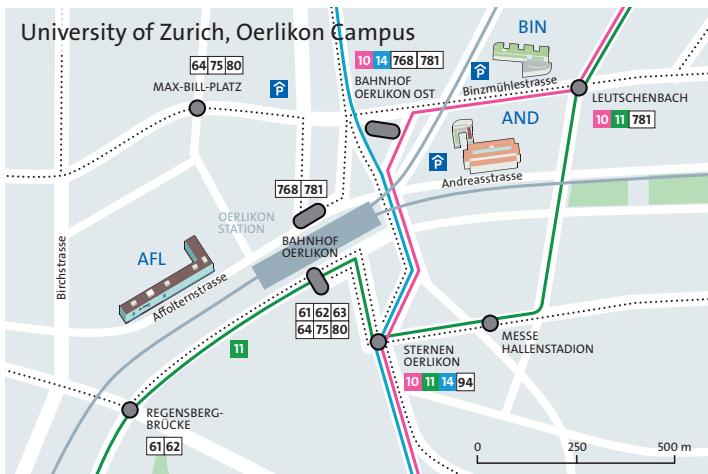 University of Zurich, Oerlikon Campus
BIN
64 75 80
MAX-BILL-PLATZ
10 14 768 781
BAHNHOF
OERLIKON OST
P
P
Binzmühlestrasse
LEUTSCHENBACH
10 11 781
AND
P
Andreasstrasse
768 781
OERLIKON
STATION
BAHNHOF
OERLIKON
Birchstrasse
AFL
Affolternstrasse
61 62 63
64 75 80
11
MESSE
HALLENSTADION
STERNEN
OERLIKON
10 11 14 94
REGENSBERG-
BRÜCKE
61 62
0 250 500 m